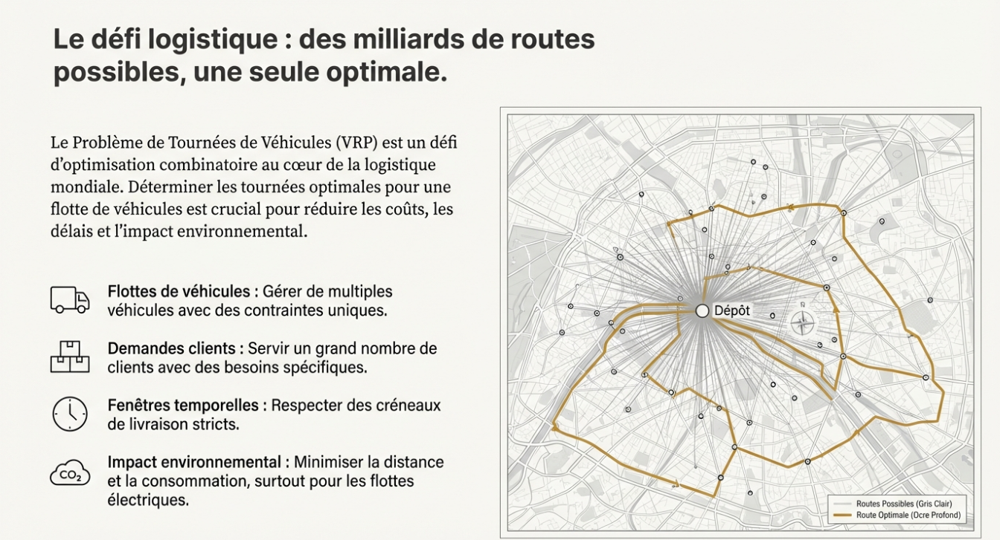 Le défi logistique : des milliards de routes
possibles, une seule optimale.
Le Problème de Tournées de Véhicules (VRP) est un défi
d'optimisation combinatoire au cœur de la logistique
mondiale. Déterminer les tournées optimales pour une
flotte de véhicules est crucial pour réduire les coûts, les
délais et l'impact environnemental.
Flottes de véhicules : Gérer de multiples
véhicules avec des contraintes uniques.
Demandes clients : Servir un grand nombre de
clients avec des besoins spécifiques.
Fenêtres temporelles : Respecter des créneaux
de livraison stricts.
CO₂
Impact environnemental : Minimiser la distance
et la consommation, surtout pour les flottes
électriques.
Dépôt
Routes Possibles (Gris Clair)
Route Optimale (Ocre Profond)